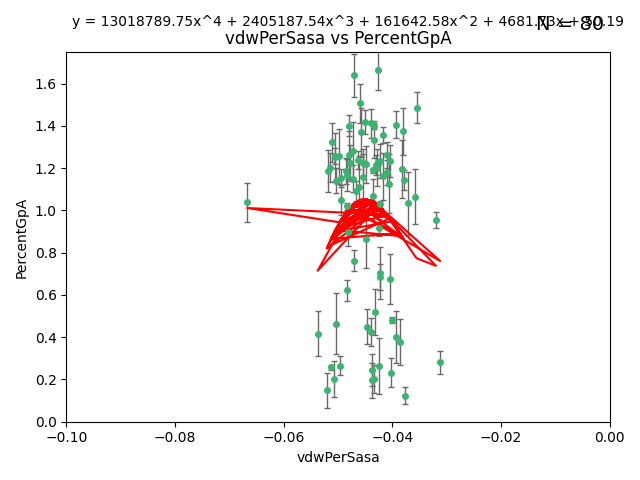 y = 13018789.75x^4 + 2405187.54x^3 + 161642.58x^2 + 4681.73x + 50.19
N = 80
vdwPerSasa vs PercentGpA
PercentGpA
1.6
1.4
1.2
1.0
0.8
0.6
0.4
0.2
0.0
−0.10 −0.08 −0.06 −0.04 −0.02 0.00
vdwPerSasa